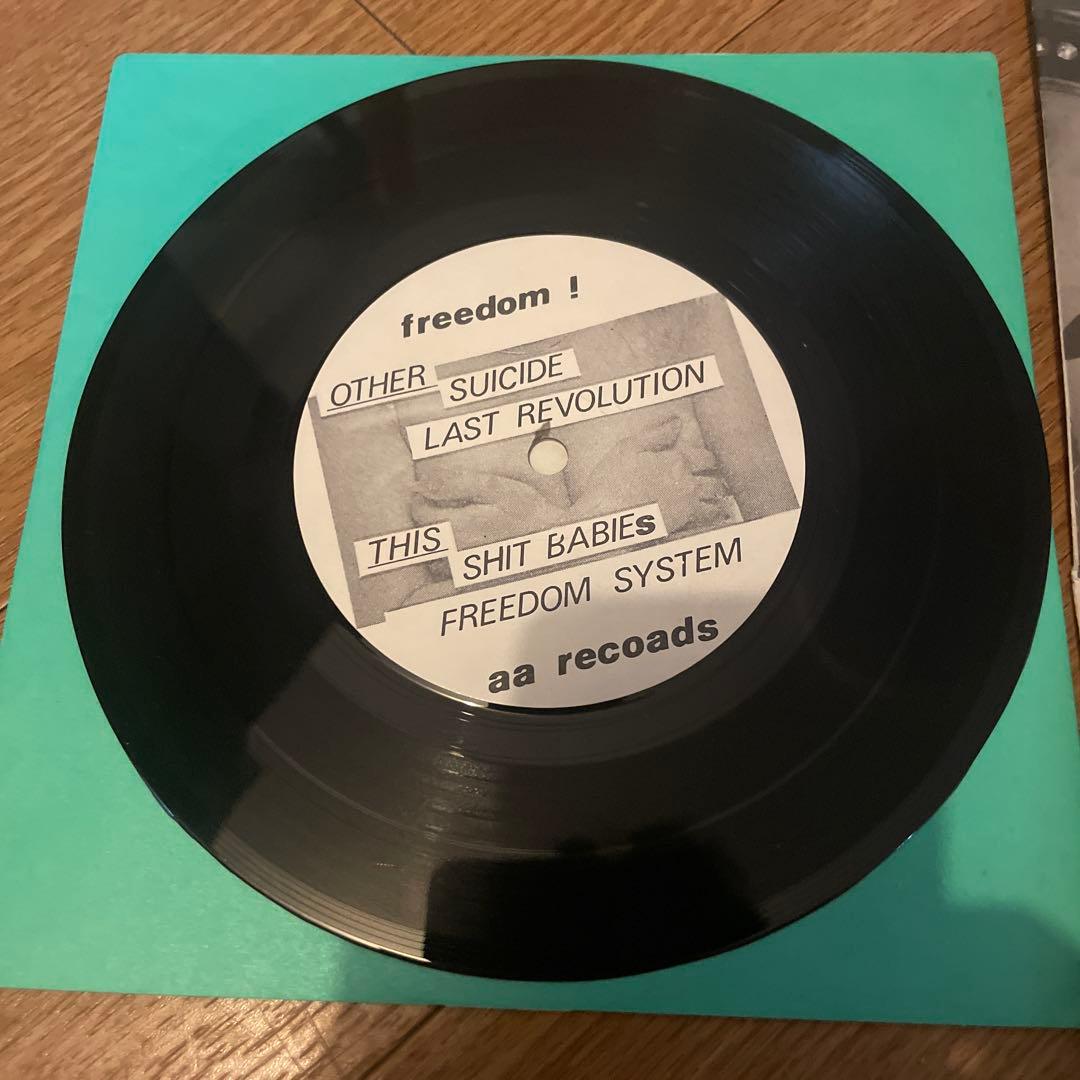 freedom !
OTHER SUICIDE
LAST REVOLUTION
THIS SHIT BABIEs
FREEDOM SYSTEM
aa recoads